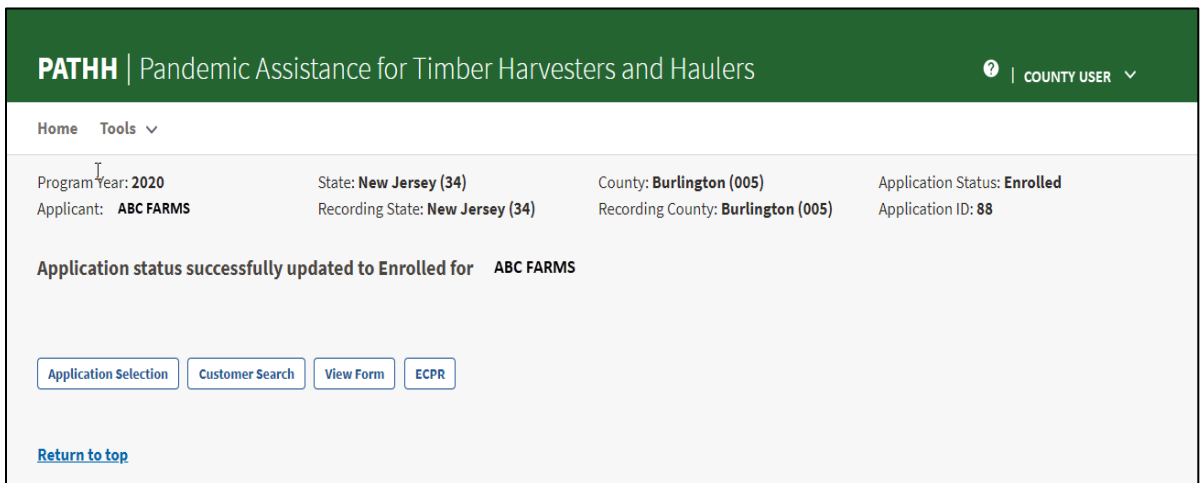 PATHH | Pandemic Assistance for Timber Harvesters and Haulers
? | COUNTY USER
Home Tools
Program Year: 2020 State: New Jersey (34) County: Burlington (005) Application Status: Enrolled
Applicant: ABC FARMS Recording State: New Jersey (34) Recording County: Burlington (005) Application ID: 88
Application status successfully updated to Enrolled for ABC FARMS
Application Selection Customer Search View Form ECPR
Return to top